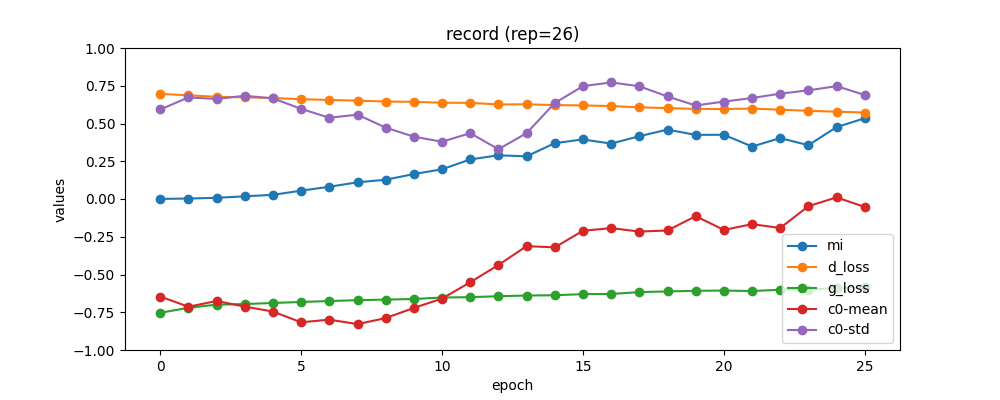 record (rep=26)
1.00
0.75
0.50
0.25
0.00
−0.25
−0.50
−0.75
−1.00
values
0 5 10 15 20 25
epoch
mi
d_loss
g_loss
c0-mean
c0-std